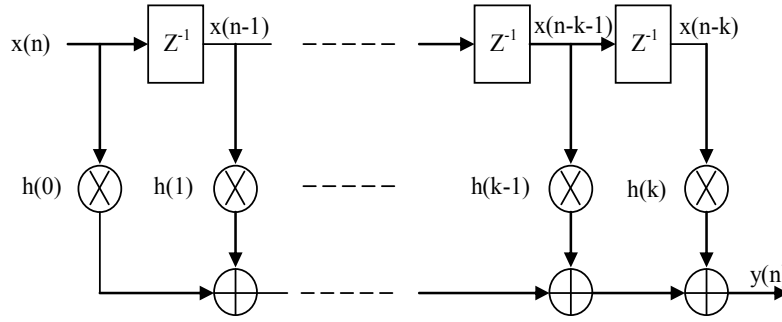 x(n) Z-1 x(n-1) Z-1 x(n-k-1) Z-1 x(n-k)
h(0) h(1) h(k-1) h(k)
y(n